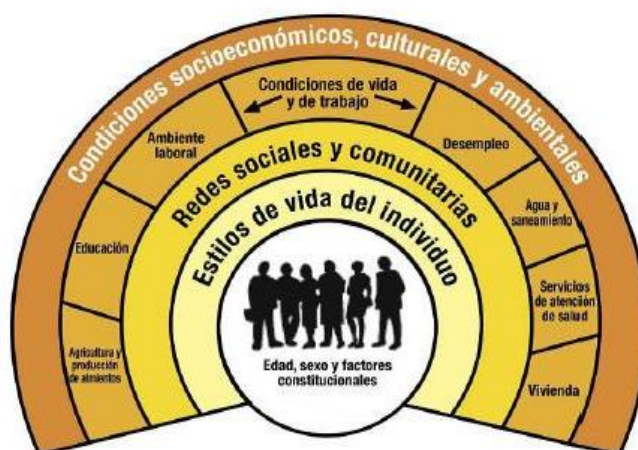 Condiciones socioeconómicos, culturales y ambientales
Condiciones de vida
y de trabajo
Ambiente
laboral
Desempleo
Redes sociales y comunitarias
Agua y
saneamiento
Estilos de vida del individuo
Educación
Servicios
de atención
de salud
Agricultura y
producción
de alimentos
Edad, sexo y factores
constitucionales
Vivienda